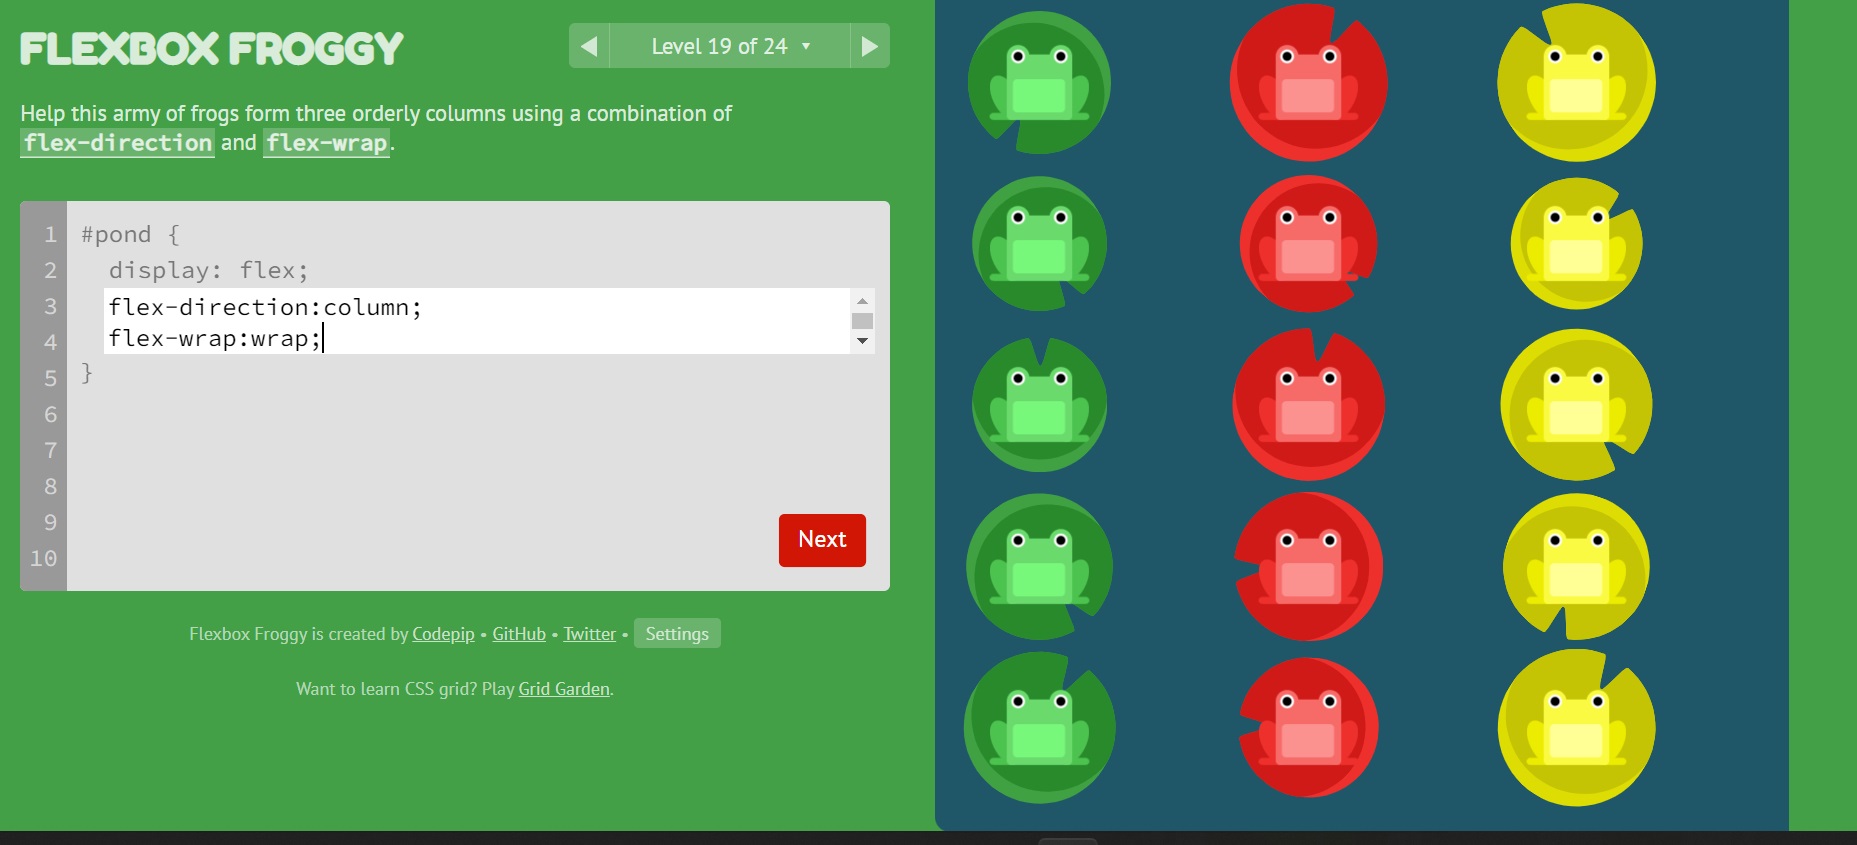 FLEXBOX FROGGY
Level 19 of 24
Help this army of frogs form three orderly columns using a combination of
flex-direction and flex-wrap.
1 #pond {
2 display: flex;
3 flex-direction:column;
4 flex-wrap:wrap;
5 }
6
7
8
9
10
Next
Flexbox Froggy is created by Codepip • GitHub • Twitter • Settings
Want to learn CSS grid? Play Grid Garden.